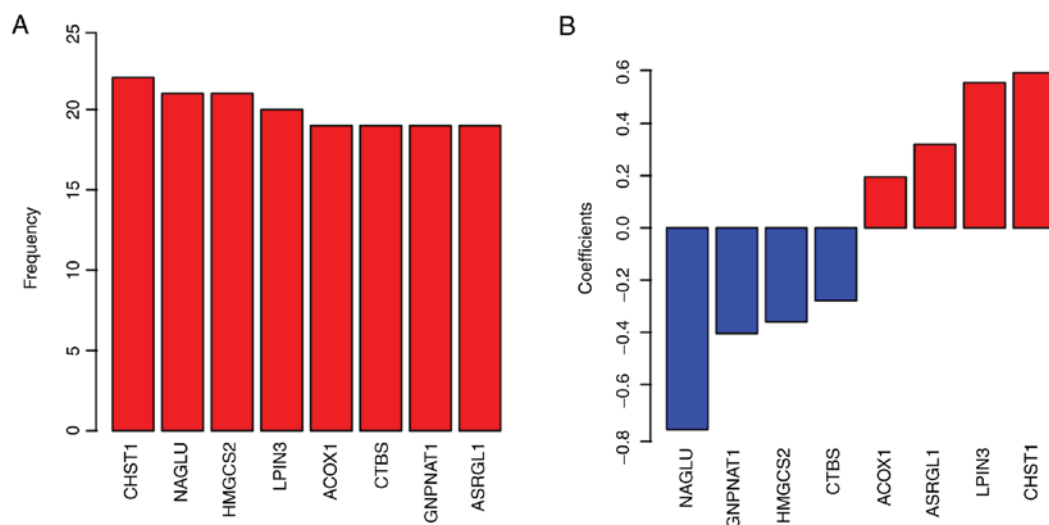 A
Frequency
25
20
15
10
5
0
CHST1
NAGLU
HMGCS2
LPIN3
ACOX1
CTBS
GNPNAT1
ASRGL1
B
Coefficients
0.6
0.4
0.2
0.0
−0.2
−0.4
−0.6
−0.8
NAGLU
GNPNAT1
HMGCS2
CTBS
ACOX1
ASRGL1
LPIN3
CHST1